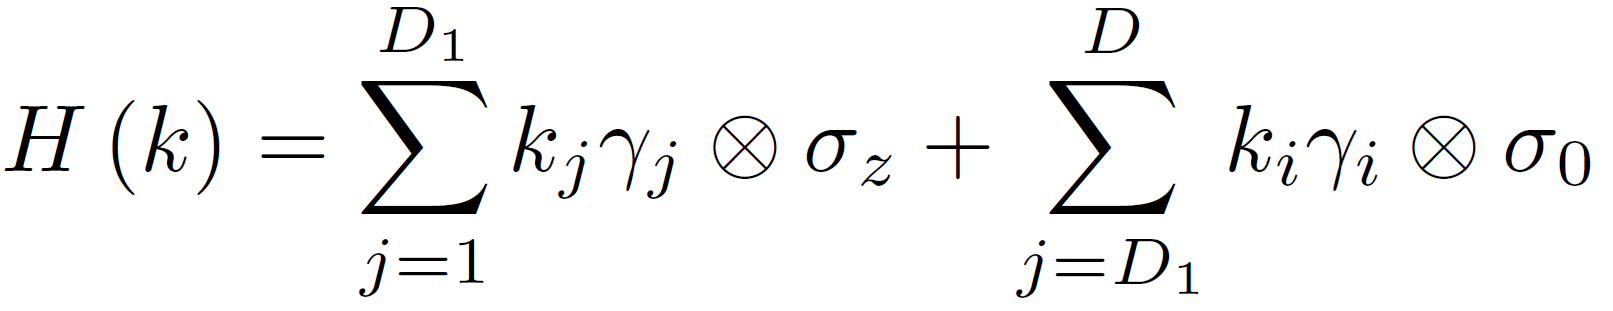 H(k) = \sum_{j=1}^{D_1} k_j \gamma_j \otimes \sigma_z + \sum_{j=D_1}^{D} k_i \gamma_i \otimes \sigma_0